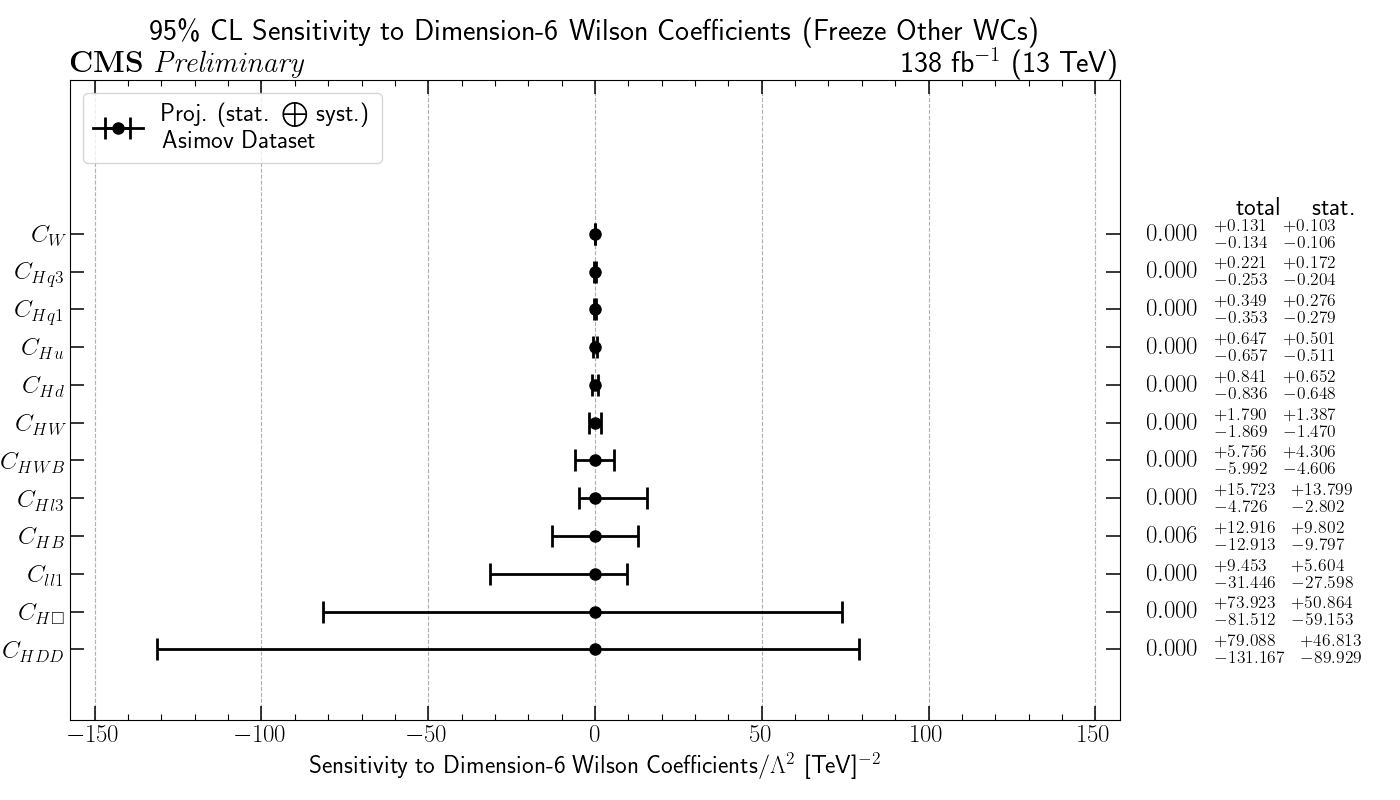 95% CL Sensitivity to Dimension-6 Wilson Coefficients (Freeze Other WCs)
CMS Preliminary 138 fb⁻¹ (13 TeV)
Proj. (stat. ⊕ syst.)
Asimov Dataset
total stat.
C_W 0.000 +0.131 −0.134 +0.103 −0.106
C_Hq3 0.000 +0.221 −0.253 +0.172 −0.204
C_Hq1 0.000 +0.349 −0.353 +0.276 −0.279
C_Hu 0.000 +0.647 −0.657 +0.501 −0.511
C_Hd 0.000 +0.841 −0.836 +0.652 −0.648
C_HW 0.000 +1.790 −1.869 +1.387 −1.470
C_HWB 0.000 +5.756 −5.992 +4.306 −4.606
C_Hl3 0.000 +15.723 −4.726 +13.799 −2.802
C_HB 0.006 +12.916 −12.913 +9.802 −9.797
C_ll1 0.000 +9.453 −31.446 +5.604 −27.598
C_H□ 0.000 +73.923 −81.512 +50.864 −59.153
C_HDD 0.000 +79.088 −131.167 +46.813 −89.929
−150 −100 −50 0 50 100 150
Sensitivity to Dimension-6 Wilson Coefficients/Λ² [TeV]⁻²